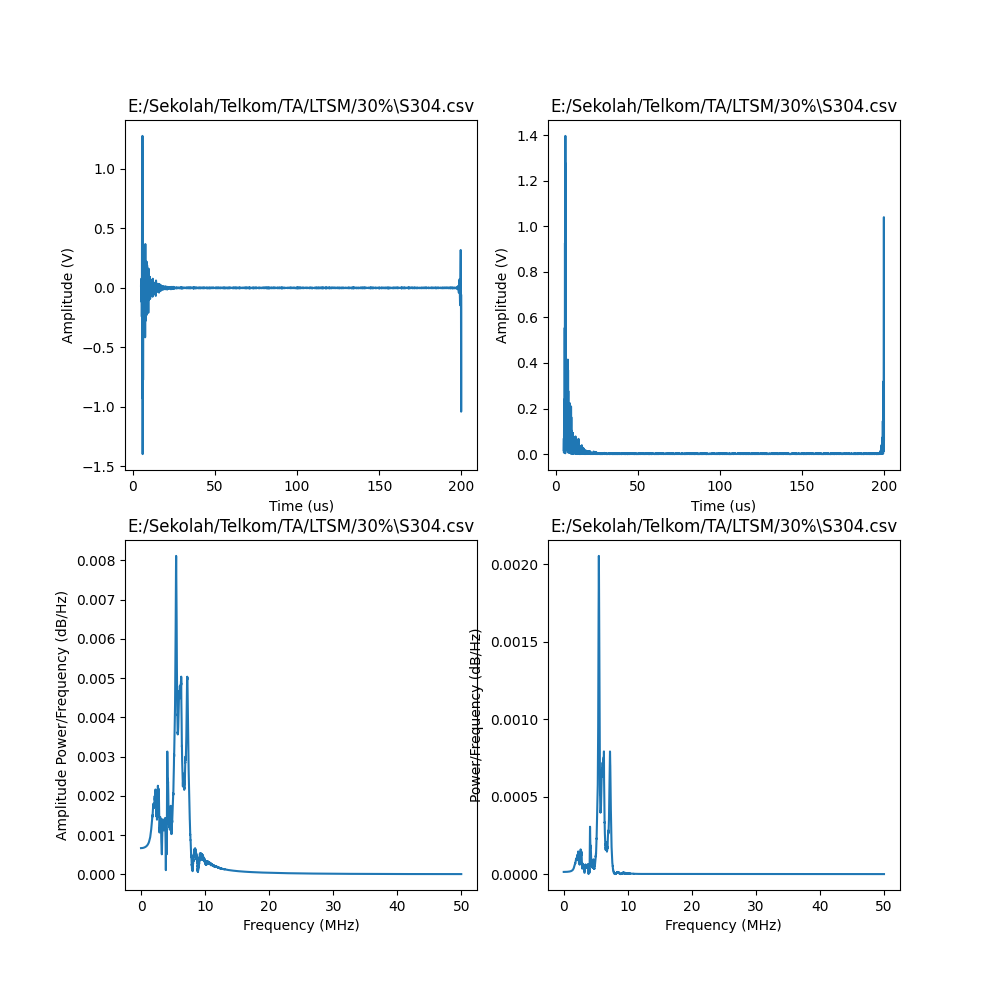 E:/Sekolah/Telkom/TA/LTSM/30%\S304.csv
Amplitude (V)
1.0
0.5
0.0
−0.5
−1.0
−1.5
0 50 100 150 200
Time (us)
E:/Sekolah/Telkom/TA/LTSM/30%\S304.csv
Amplitude (V)
1.4
1.2
1.0
0.8
0.6
0.4
0.2
0.0
0 50 100 150 200
Time (us)
E:/Sekolah/Telkom/TA/LTSM/30%\S304.csv
Amplitude Power/Frequency (dB/Hz)
0.008
0.007
0.006
0.005
0.004
0.003
0.002
0.001
0.000
0 10 20 30 40 50
Frequency (MHz)
E:/Sekolah/Telkom/TA/LTSM/30%\S304.csv
Power/Frequency (dB/Hz)
0.0020
0.0015
0.0010
0.0005
0.0000
0 10 20 30 40 50
Frequency (MHz)